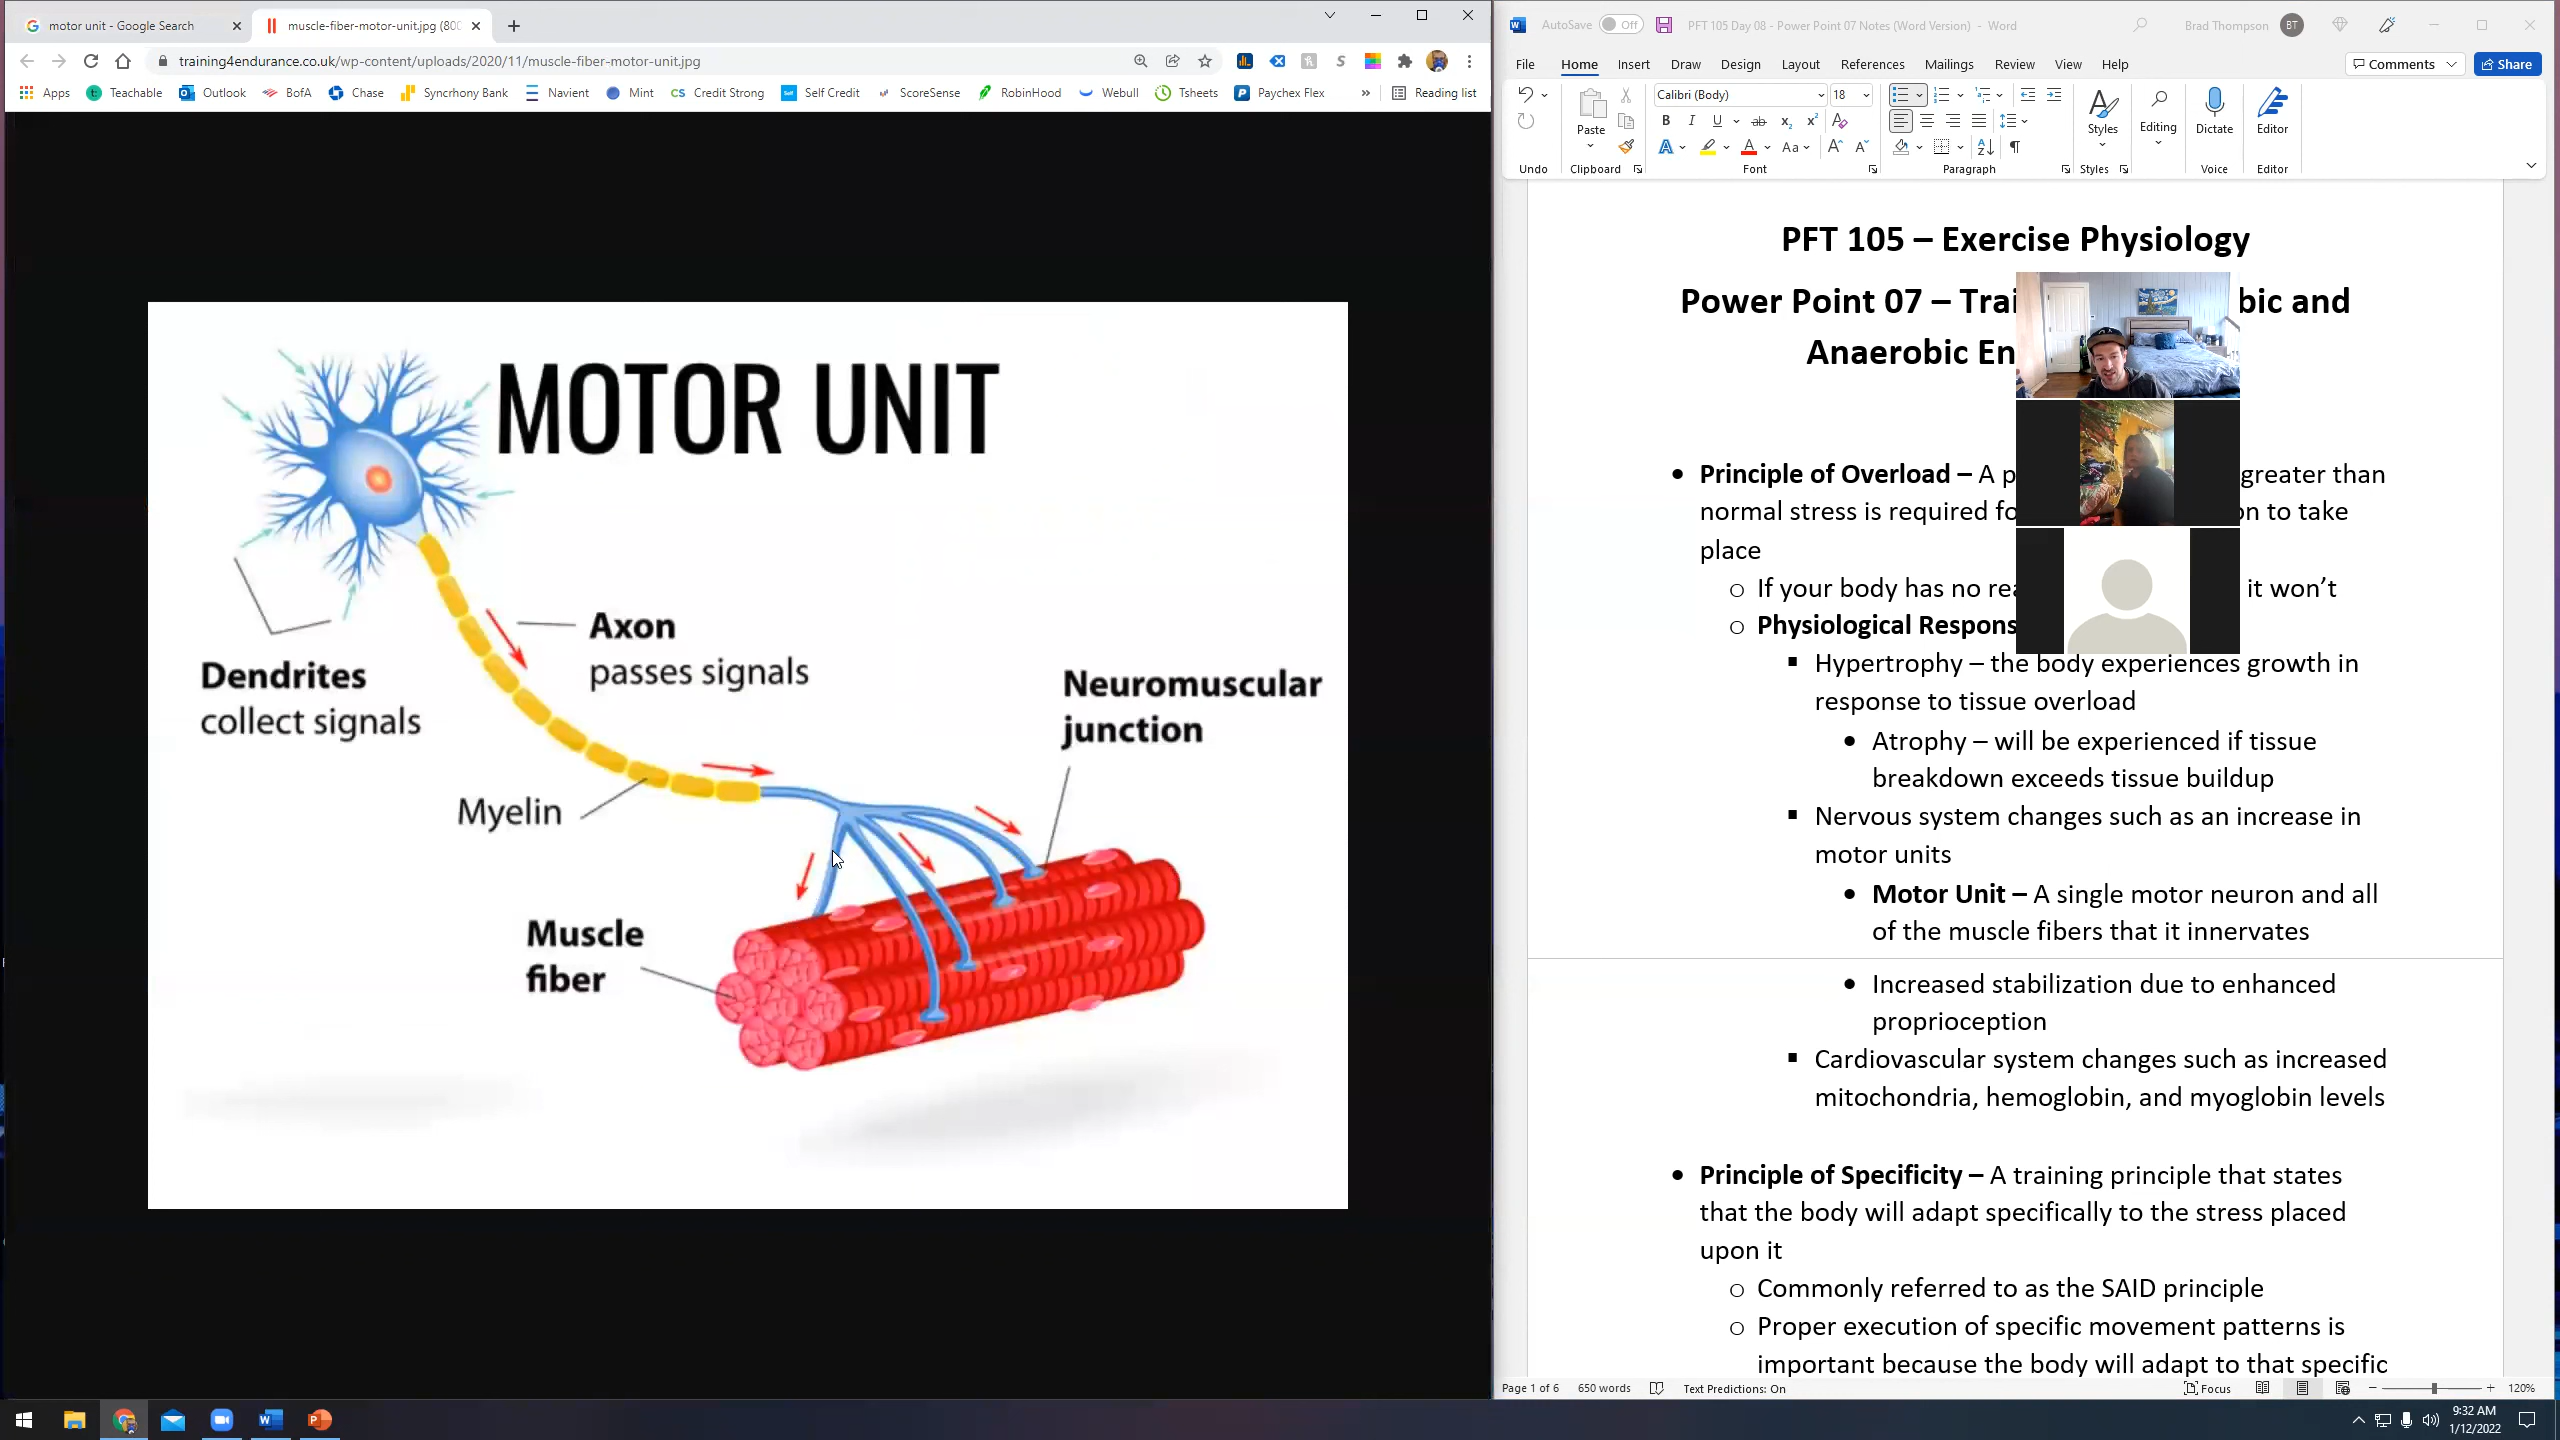 motor unit - Google Search
muscle-fiber-motor-unit.jpg (800
training4endurance.co.uk/wp-content/uploads/2020/11/muscle-fiber-motor-unit.jpg
Apps Teachable Outlook BofA Chase Syncrhony Bank Navient Mint CS Credit Strong Self Credit ScoreSense RobinHood Webull Tsheets Paychex Flex » Reading list
MOTOR UNIT
Axon
passes signals
Dendrites
collect signals
Neuromuscular
junction
Myelin
Muscle
fiber
AutoSave Off PFT 105 Day 08 - Power Point 07 Notes (Word Version) - Word Brad Thompson BT
File Home Insert Draw Design Layout References Mailings Review View Help Comments Share
Calibri (Body) 18
Paste Styles Editing Dictate Editor
Undo Clipboard Font Paragraph Styles Voice Editor
PFT 105 – Exercise Physiology
Power Point 07 – Trai bic and
Anaerobic En
• Principle of Overload – A p greater than
normal stress is required fo on to take
place
o If your body has no rea it won’t
o Physiological Respons
▪ Hypertrophy – the body experiences growth in
response to tissue overload
• Atrophy – will be experienced if tissue
breakdown exceeds tissue buildup
▪ Nervous system changes such as an increase in
motor units
• Motor Unit – A single motor neuron and all
of the muscle fibers that it innervates
• Increased stabilization due to enhanced
proprioception
▪ Cardiovascular system changes such as increased
mitochondria, hemoglobin, and myoglobin levels
• Principle of Specificity – A training principle that states
that the body will adapt specifically to the stress placed
upon it
o Commonly referred to as the SAID principle
o Proper execution of specific movement patterns is
important because the body will adapt to that specific
Page 1 of 6 650 words Text Predictions: On Focus 120%
9:32 AM
1/12/2022